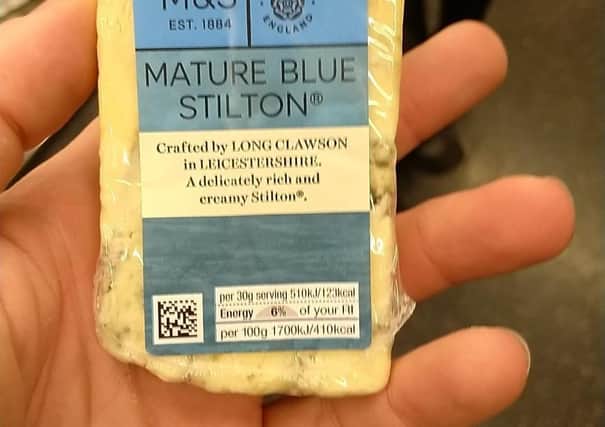 M&S
EST. 1884
ENGLAND
MATURE BLUE
STILTON®
Crafted by LONG CLAWSON
in LEICESTERSHIRE.
A delicately rich and
creamy Stilton®.
per 30g serving 510kJ/123kcal
Energy 6% of your RI
per 100g 1700kJ/410kcal